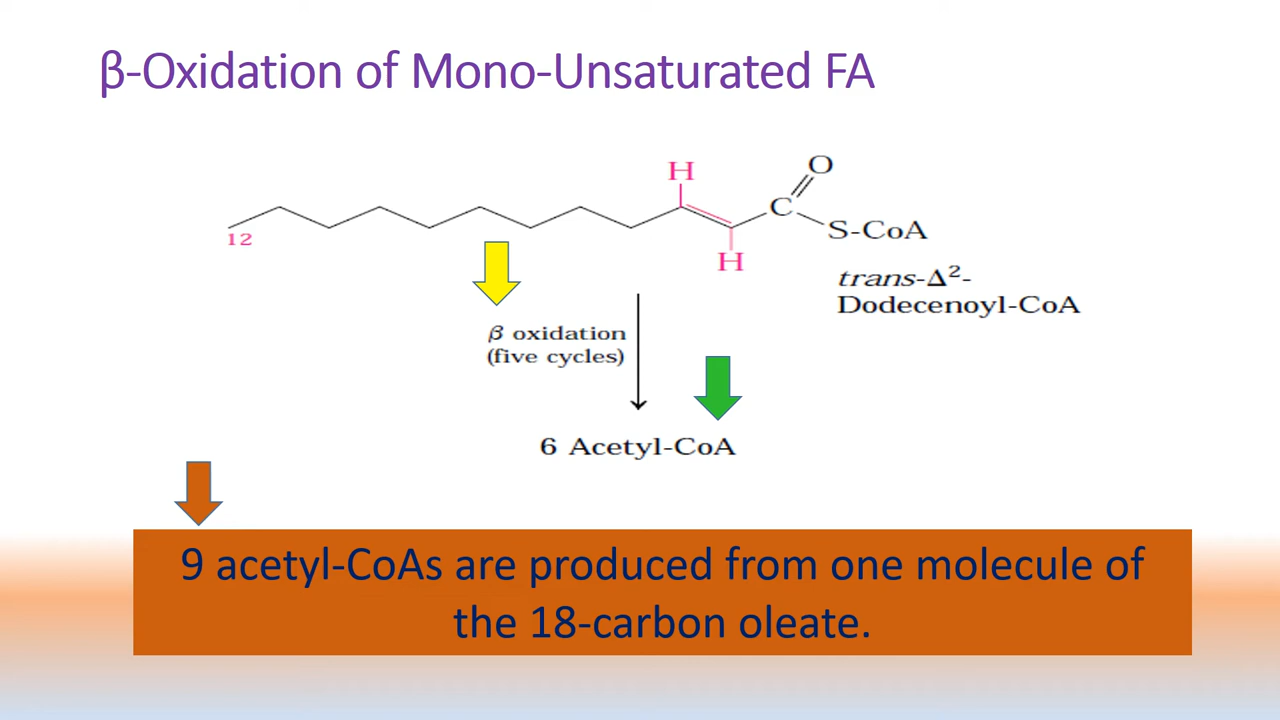 β-Oxidation of Mono-Unsaturated FA
H
O
C
12
S-CoA
H
trans-Δ²-
Dodecenoyl-CoA
β oxidation
(five cycles)
6 Acetyl-CoA
9 acetyl-CoAs are produced from one molecule of
the 18-carbon oleate.